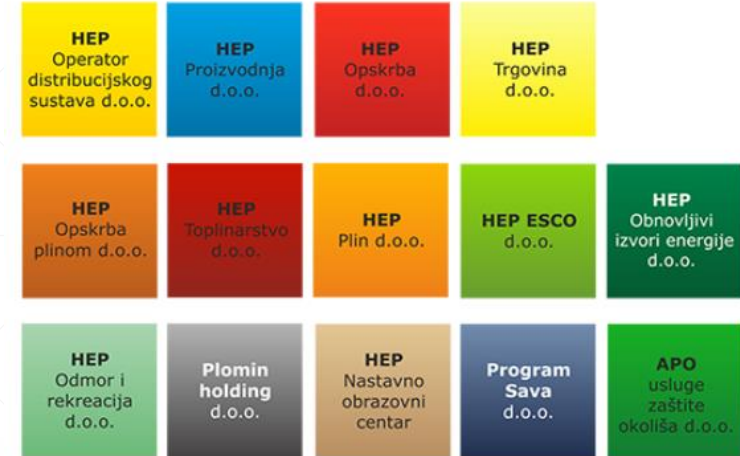 HEP
Operator
distribucijskog
sustava d.o.o.
HEP
Proizvodnja
d.o.o.
HEP
Opskrba
d.o.o.
HEP
Trgovina
d.o.o.
HEP
Opskrba
plinom d.o.o.
HEP
Toplinarstvo
d.o.o.
HEP
Plin d.o.o.
HEP ESCO
d.o.o.
HEP
Obnovljivi
izvori energije
d.o.o.
HEP
Odmor i
rekreacija
d.o.o.
Plomin
holding
d.o.o.
HEP
Nastavno
obrazovni
centar
Program
Sava
d.o.o.
APO
usluge
zaštite
okoliša d.o.o.